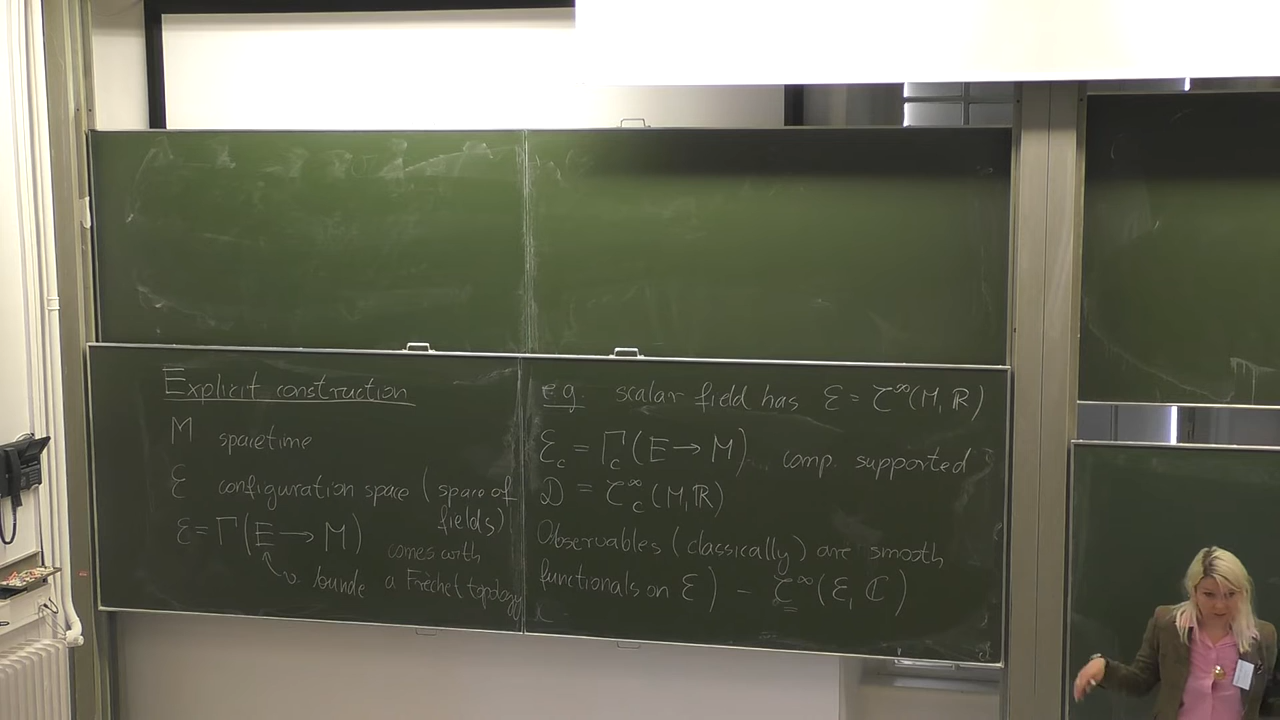 Explicit construction
M spacetime
ℰ configuration space (space of fields)
ℰ = Γ(E → M) comes with
v. bundle a Fréchet topology
e.g. scalar field has ℰ = C^∞(M, ℝ)
ℰ_c = Γ_c(E → M) comp. supported
𝒟 = C_c^∞(M, ℝ)
Observables (classically) are smooth
functionals on ℰ) - C^∞(ℰ, ℂ)